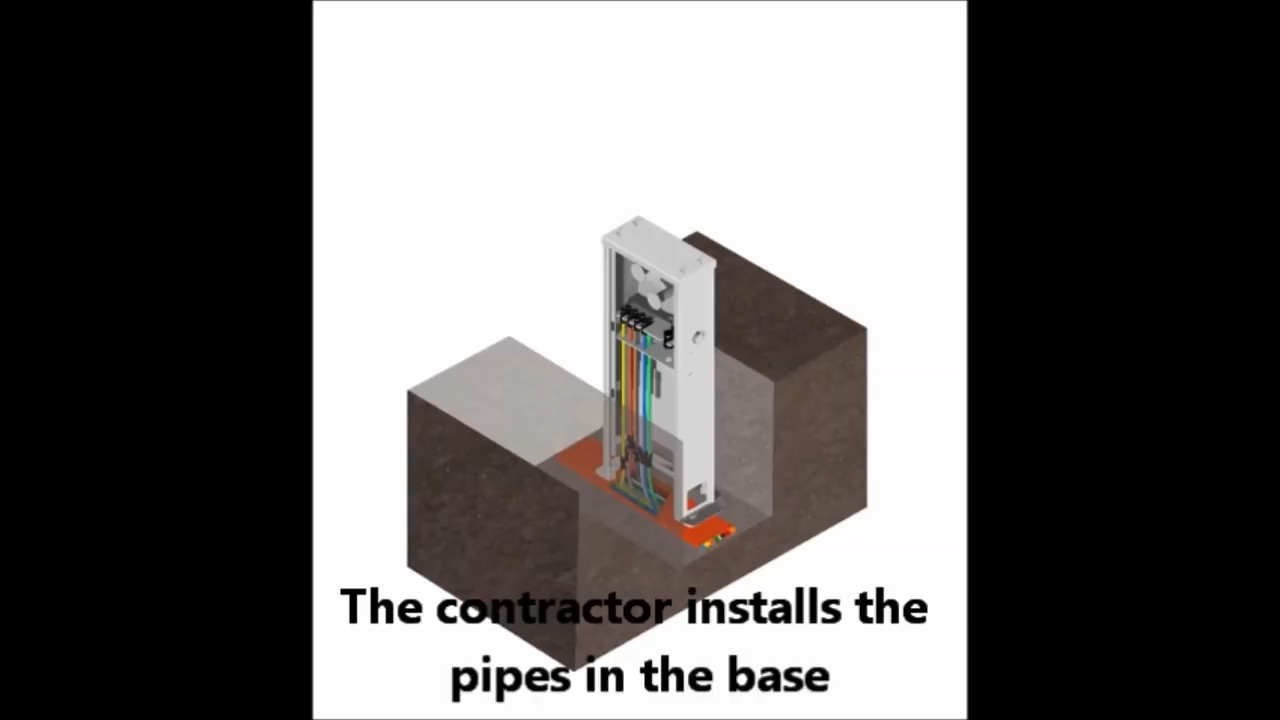 The contractor installs the
pipes in the base